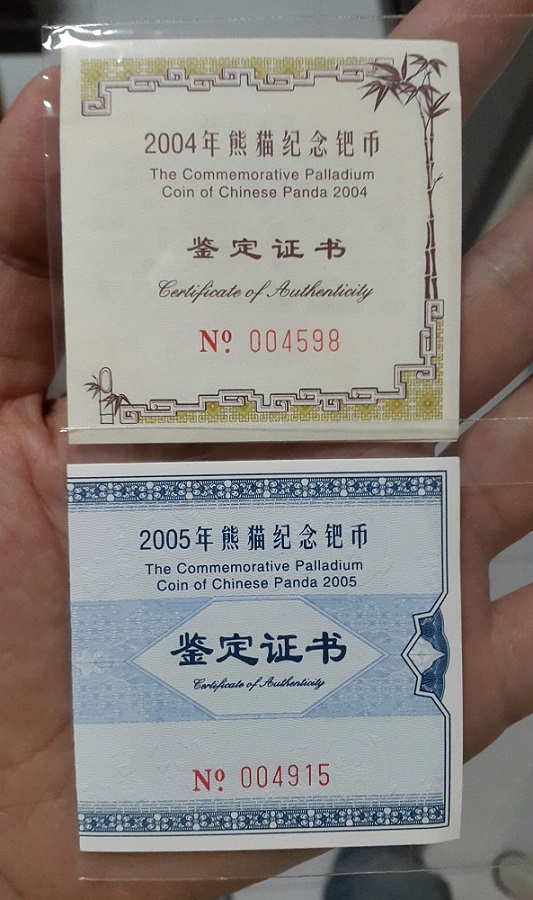 2004年熊猫纪念钯币
The Commemorative Palladium
Coin of Chinese Panda 2004
鉴定证书
Certificate of Authenticity
Nº 004598
2005年熊猫纪念钯币
The Commemorative Palladium
Coin of Chinese Panda 2005
鉴定证书
Certificate of Authenticity
Nº 004915